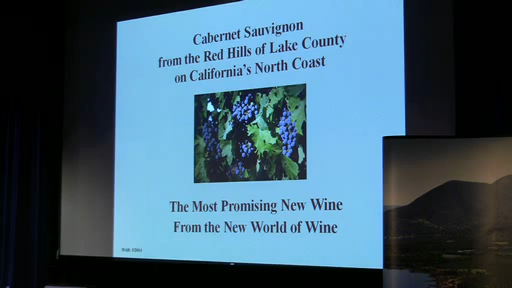 Cabernet Sauvignon
from the Red Hills of Lake County
on California's North Coast
The Most Promising New Wine
From the New World of Wine